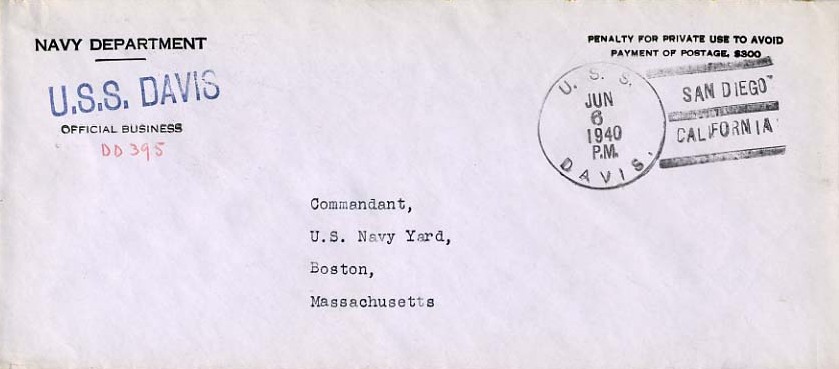 NAVY DEPARTMENT
U.S.S. DAVIS
OFFICIAL BUSINESS
DD 395
PENALTY FOR PRIVATE USE TO AVOID
PAYMENT OF POSTAGE, $300
U. S. S.
JUN
6
1940
P.M.
DAVIS.
SAN DIEGO
CALIFORNIA
Commandant,
U.S. Navy Yard,
Boston,
Massachusetts